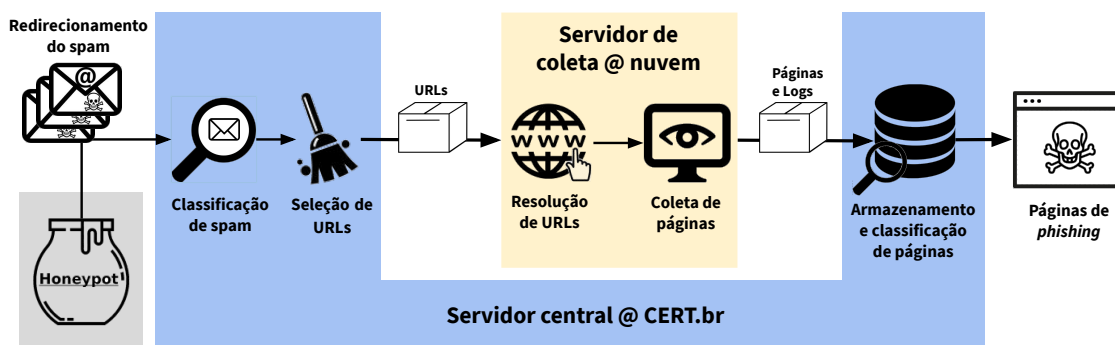 Redirecionamento
do spam
@
Honeypot
Classificação
de spam
Seleção de
URLs
URLs
Servidor de
coleta @ nuvem
WWW
Resolução
de URLs
Coleta de
páginas
Páginas
e Logs
Armazenamento
e classificação
de páginas
Páginas de
phishing
Servidor central @ CERT.br